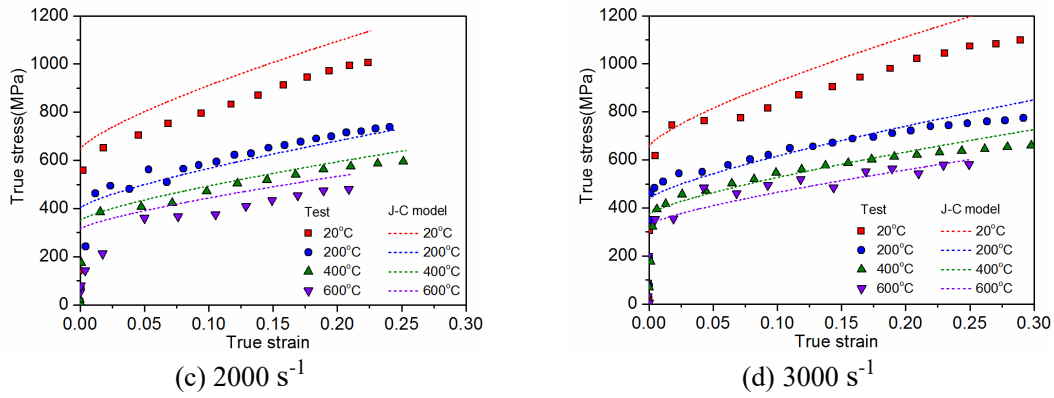 1200
1000
800
600
400
200
0
True stress(MPa)
Test J-C model
20°C 20°C
200°C 200°C
400°C 400°C
600°C 600°C
0.00 0.05 0.10 0.15 0.20 0.25 0.30
True strain
(c) 2000 s⁻¹
1200
1000
800
600
400
200
0
True stress(MPa)
Test J-C model
20°C 20°C
200°C 200°C
400°C 400°C
600°C 600°C
0.00 0.05 0.10 0.15 0.20 0.25 0.30
True strain
(d) 3000 s⁻¹